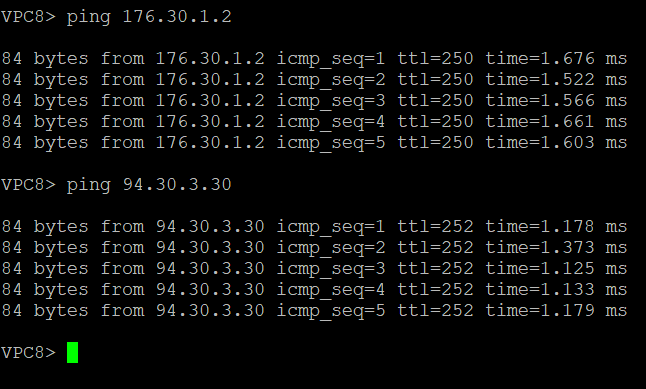 VPC8> ping 176.30.1.2
84 bytes from 176.30.1.2 icmp_seq=1 ttl=250 time=1.676 ms
84 bytes from 176.30.1.2 icmp_seq=2 ttl=250 time=1.522 ms
84 bytes from 176.30.1.2 icmp_seq=3 ttl=250 time=1.566 ms
84 bytes from 176.30.1.2 icmp_seq=4 ttl=250 time=1.661 ms
84 bytes from 176.30.1.2 icmp_seq=5 ttl=250 time=1.603 ms
VPC8> ping 94.30.3.30
84 bytes from 94.30.3.30 icmp_seq=1 ttl=252 time=1.178 ms
84 bytes from 94.30.3.30 icmp_seq=2 ttl=252 time=1.373 ms
84 bytes from 94.30.3.30 icmp_seq=3 ttl=252 time=1.125 ms
84 bytes from 94.30.3.30 icmp_seq=4 ttl=252 time=1.133 ms
84 bytes from 94.30.3.30 icmp_seq=5 ttl=252 time=1.179 ms
VPC8>